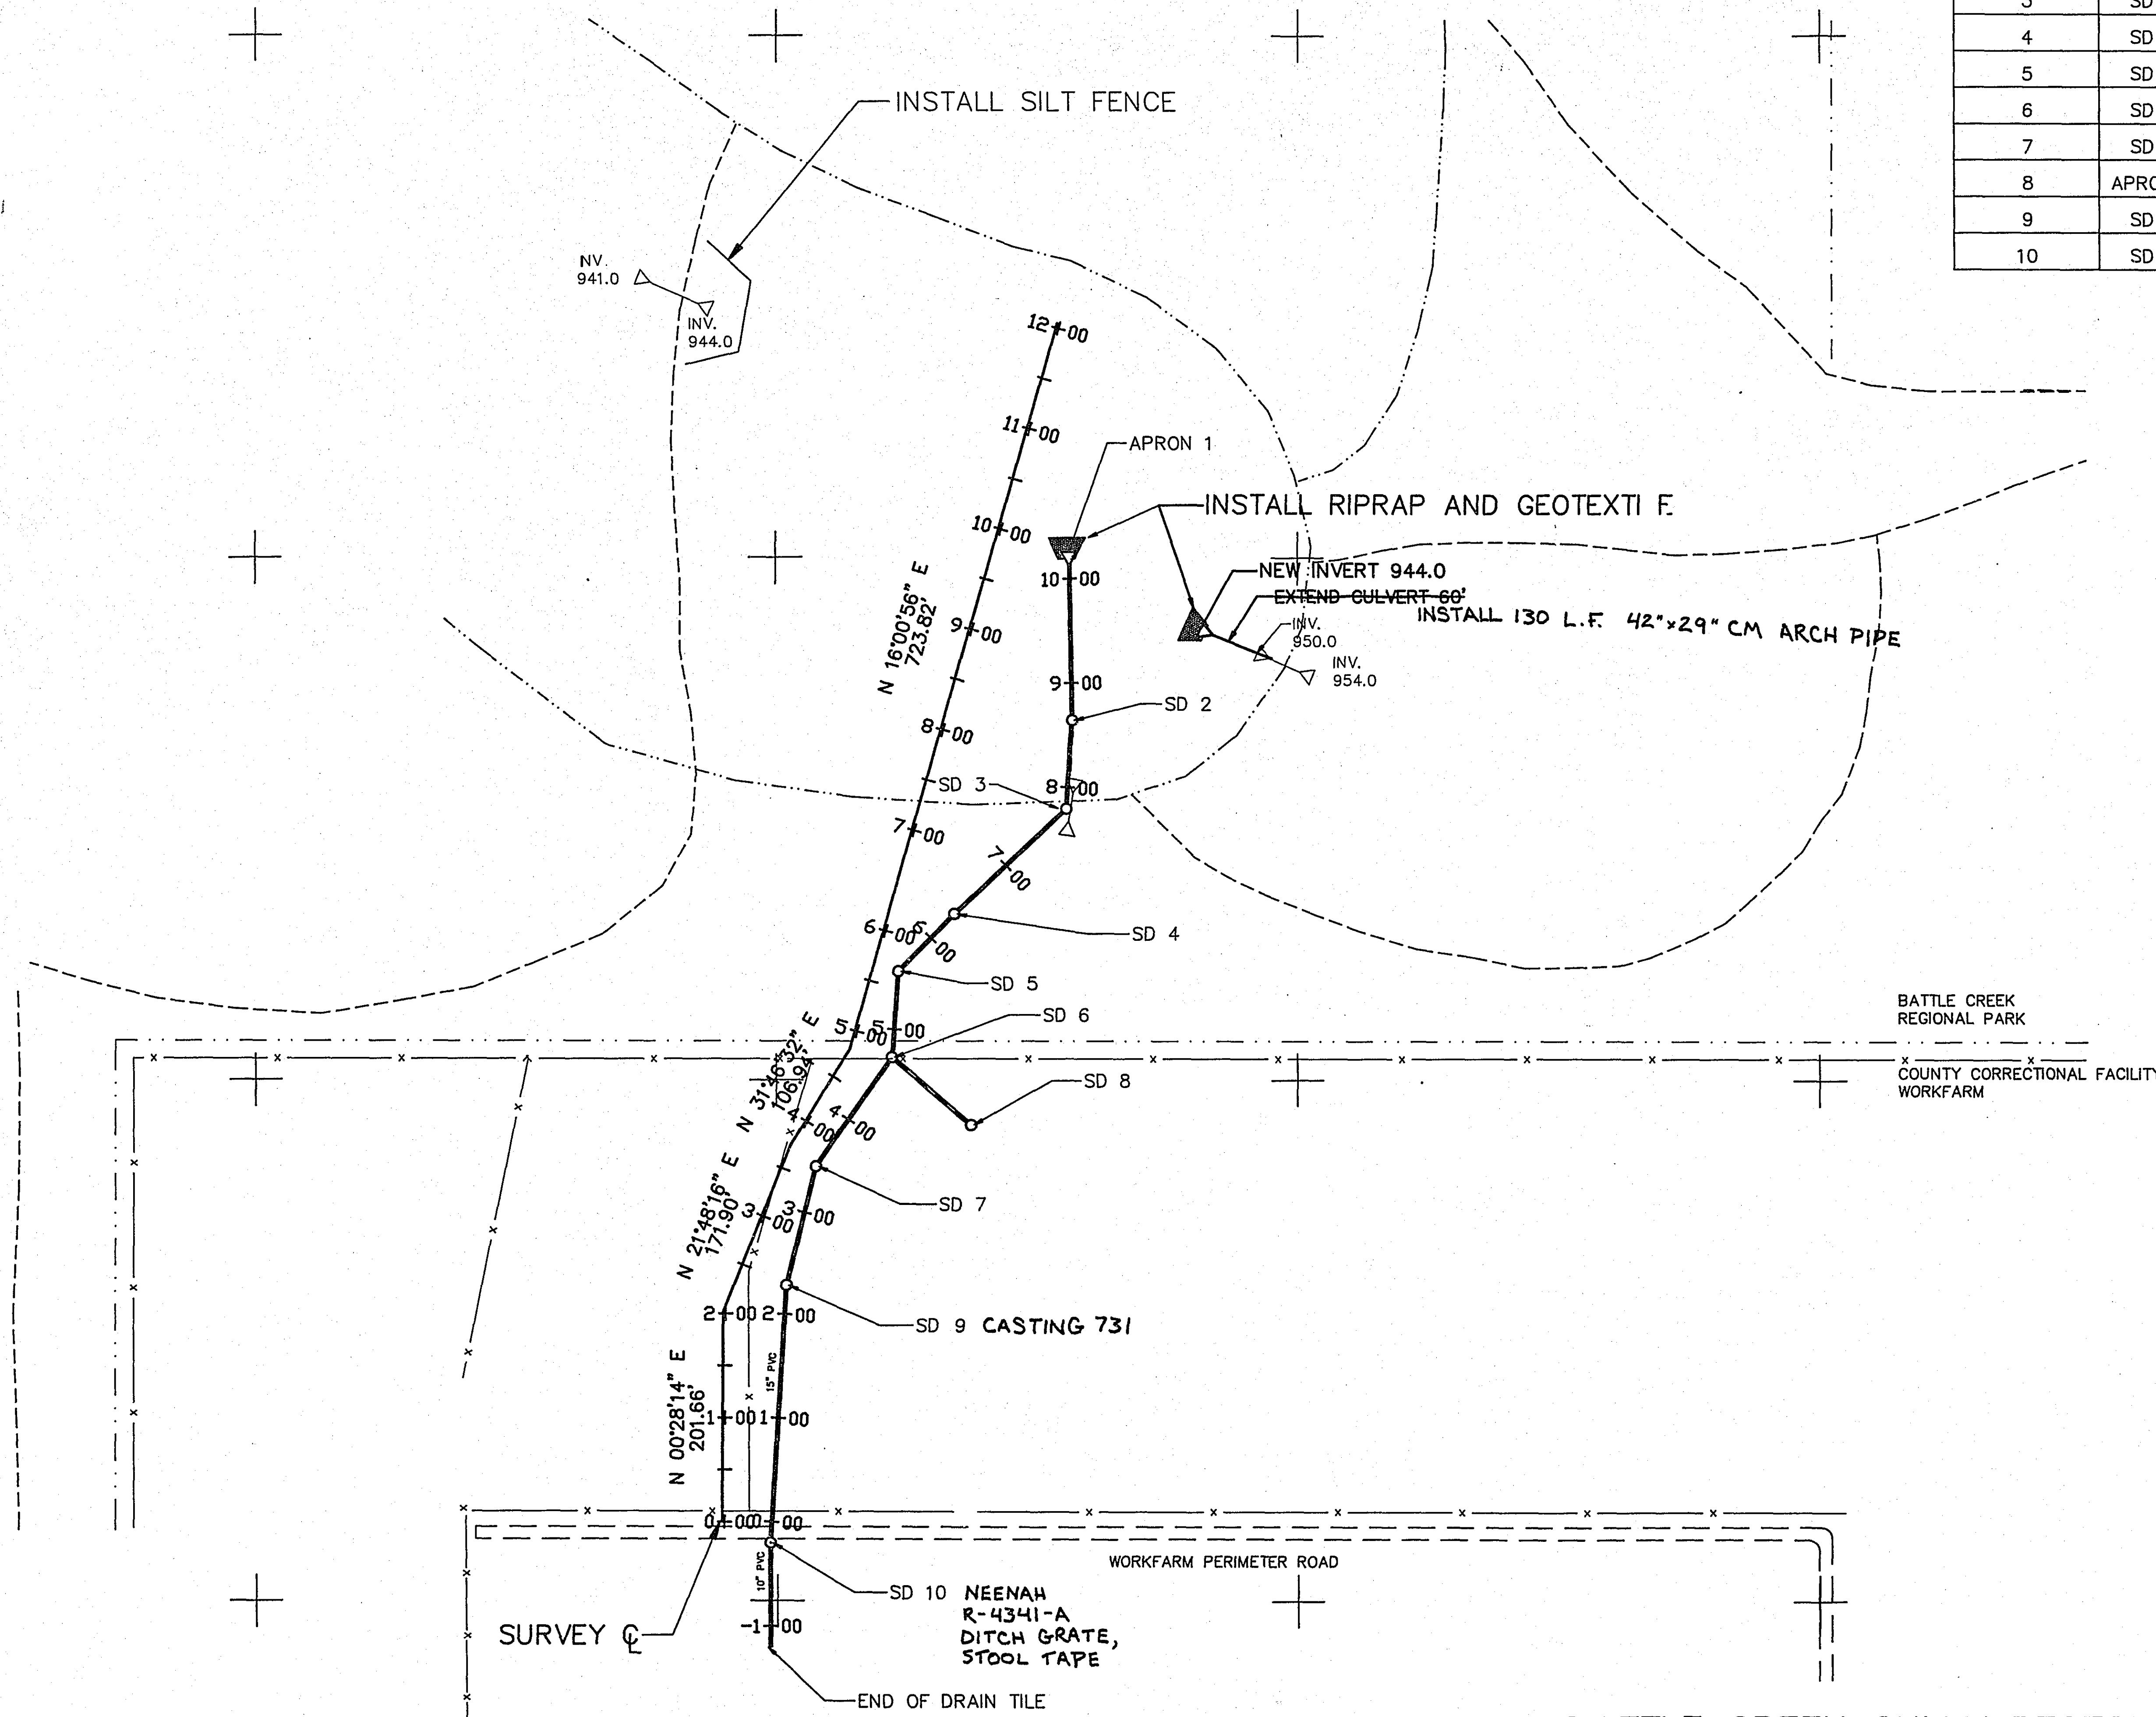 3 SD
4 SD
5 SD
6 SD
7 SD
8 APRO
9 SD
10 SD
INSTALL SILT FENCE
NV.
941.0
INV.
944.0
12+00
11+00
10+00
9+00
8+00
7+00
6+00
5+00
4+00
3+00
2+00
1+00
0+00
N 16°00'56" E
723.82'
N 31°46'32" E
106.94'
N 21°48'16" E
171.90'
N 00°28'14" E
201.66'
APRON 1
INSTALL RIPRAP AND GEOTEXTI E
10+00
NEW INVERT 944.0
EXTEND CULVERT 60'
INSTALL 130 L.F. 42"x29" CM ARCH PIPE
INV.
950.0
INV.
954.0
9+00
SD 2
8+00
SD 3
7+00
SD 4
6+00
SD 5
5+00
SD 6
BATTLE CREEK
REGIONAL PARK
COUNTY CORRECTIONAL FACILITY
WORKFARM
SD 8
4+00
SD 7
3+00
SD 9 CASTING 731
2+00
15" PVC
1+00
0+00
WORKFARM PERIMETER ROAD
10" PVC
SD 10 NEENAH
R-4341-A
DITCH GRATE,
STOOL TAPE
-1+00
SURVEY ℄
END OF DRAIN TILE